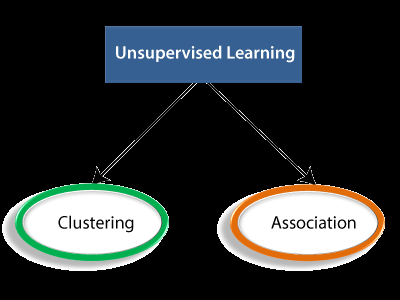 Unsupervised Learning
Clustering
Association